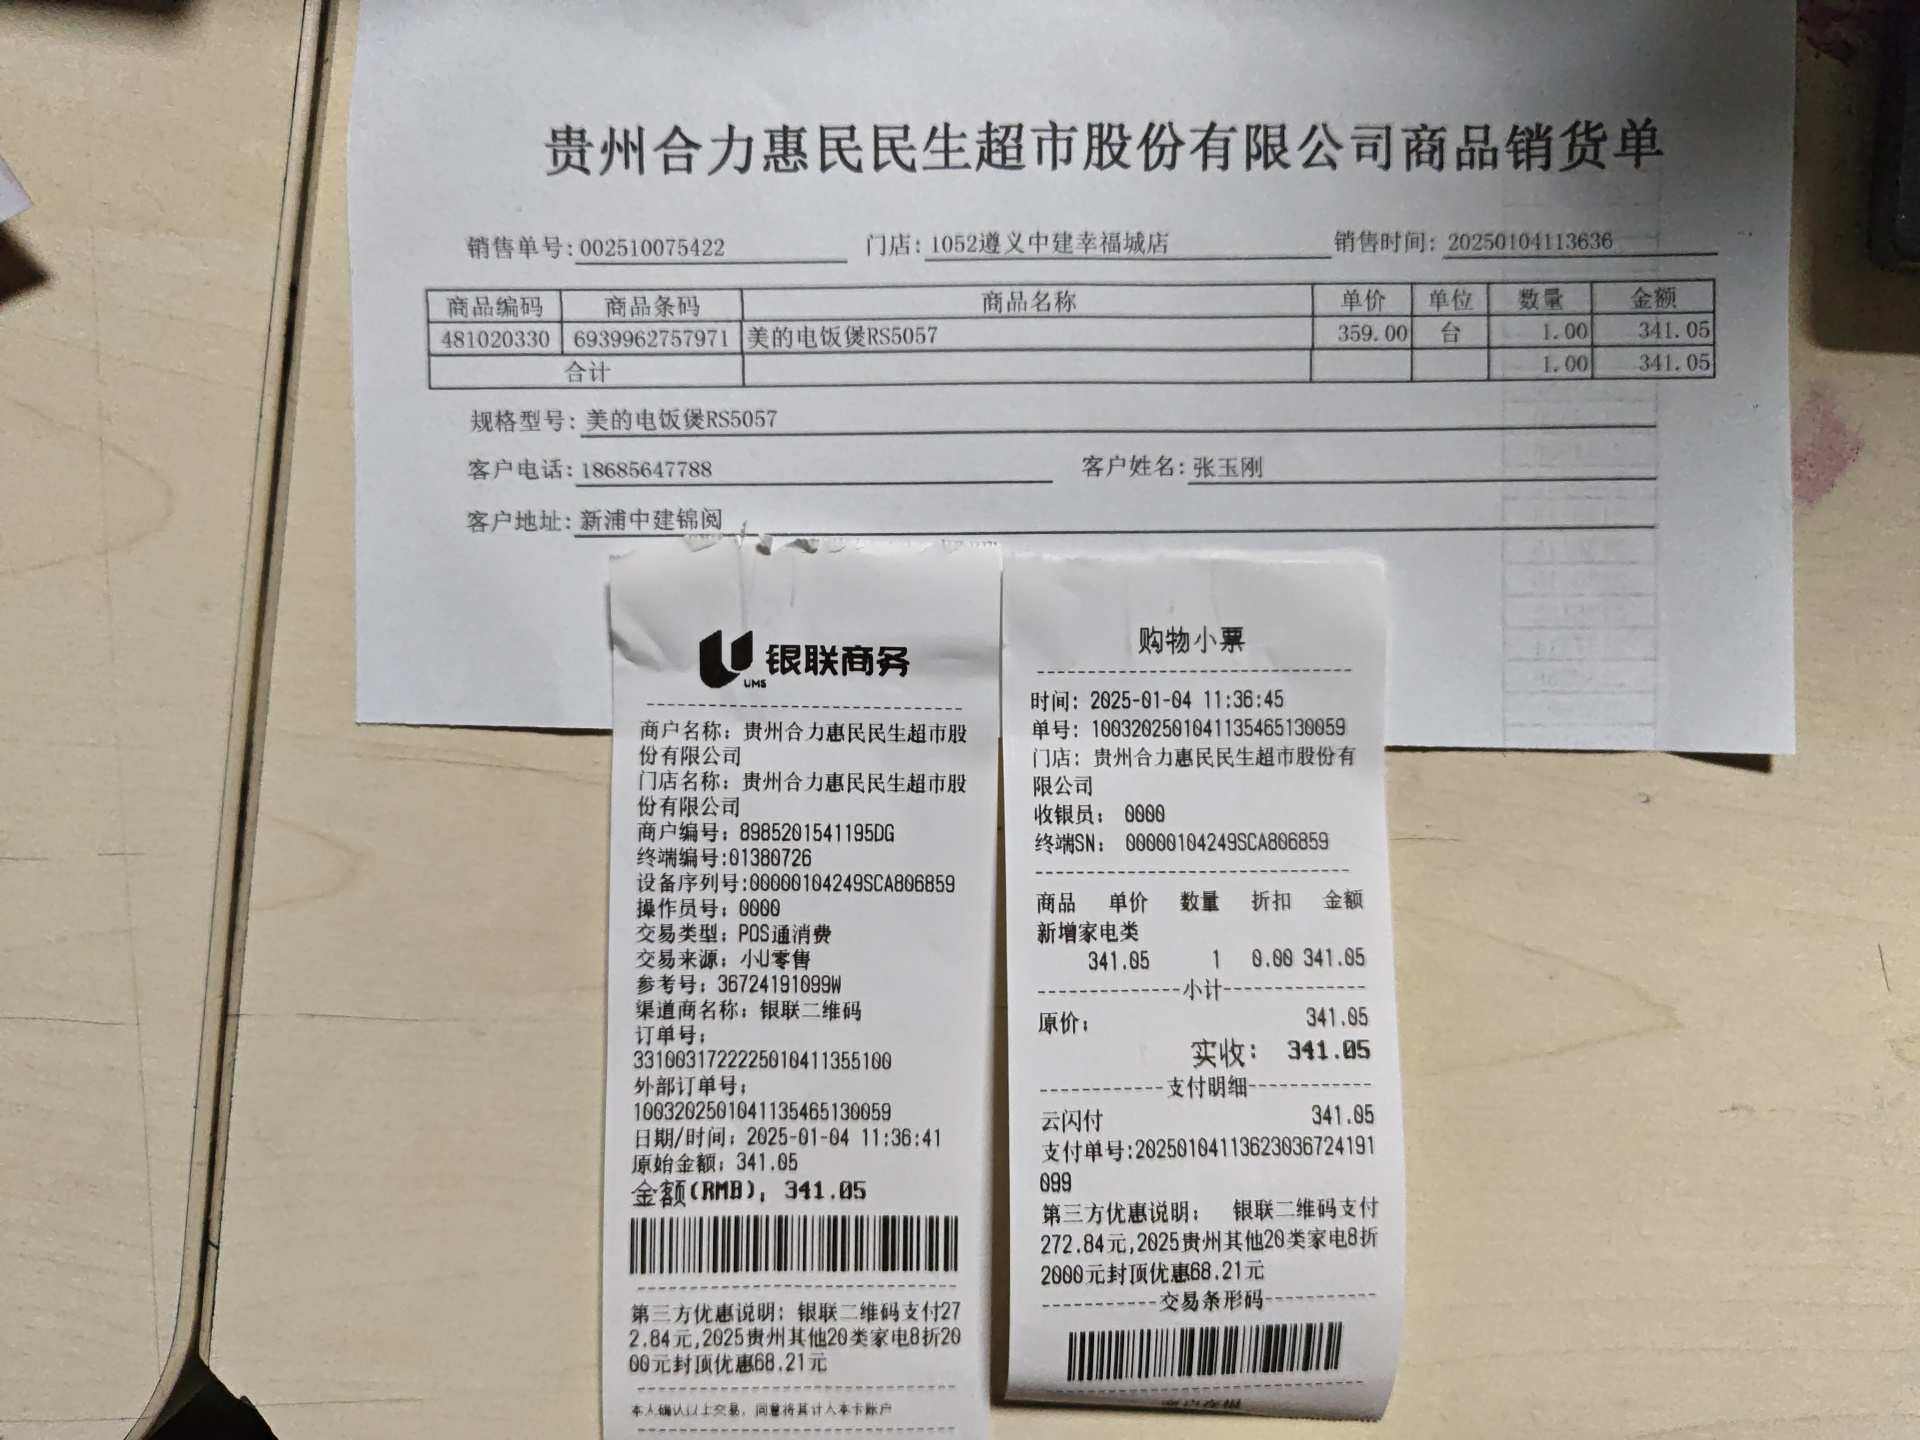 贵州合力惠民民生超市股份有限公司商品销货单
销售单号: 002510075422 门店: 1052遵义中建幸福城店 销售时间: 20250104113636
商品编码 商品条码 商品名称 单价 单位 数量 金额
481020330 6939962757971 美的电饭煲RS5057 359.00 台 1.00 341.05
合计 1.00 341.05
规格型号: 美的电饭煲RS5057
客户电话: 18685647788 客户姓名: 张玉刚
客户地址: 新浦中建锦阅
银联商务
UMS
商户名称: 贵州合力惠民民生超市股
份有限公司
门店名称: 贵州合力惠民民生超市股
份有限公司
商户编号: 8985201541195DG
终端编号:01380726
设备序列号:00000104249SCA806859
操作员号: 0000
交易类型: POS通消费
交易来源: 小U零售
参考号: 36724191099W
渠道商名称: 银联二维码
订单号:
33100317222250104113​55100
外部订单号:
10032025010411354651​30059
日期/时间: 2025-01-04 11:36:41
原始金额: 341.05
金额(RMB): 341.05
第三方优惠说明: 银联二维码支付27
2.84元,2025贵州其他20类家电8折20
00元封顶优惠68.21元
本人确认以上交易, 同意将其计入本卡账户
购物小票
时间: 2025-01-04 11:36:45
单号: 1003202501041135465130059
门店: 贵州合力惠民民生超市股份有
限公司
收银员: 0000
终端SN: 00000104249SCA806859
商品 单价 数量 折扣 金额
新增家电类
341.05 1 0.00 341.05
小计
原价: 341.05
实收: 341.05
支付明细
云闪付 341.05
支付单号:20250104113623036724191
099
第三方优惠说明: 银联二维码支付
272.84元,2025贵州其他20类家电8折
2000元封顶优惠68.21元
交易条形码